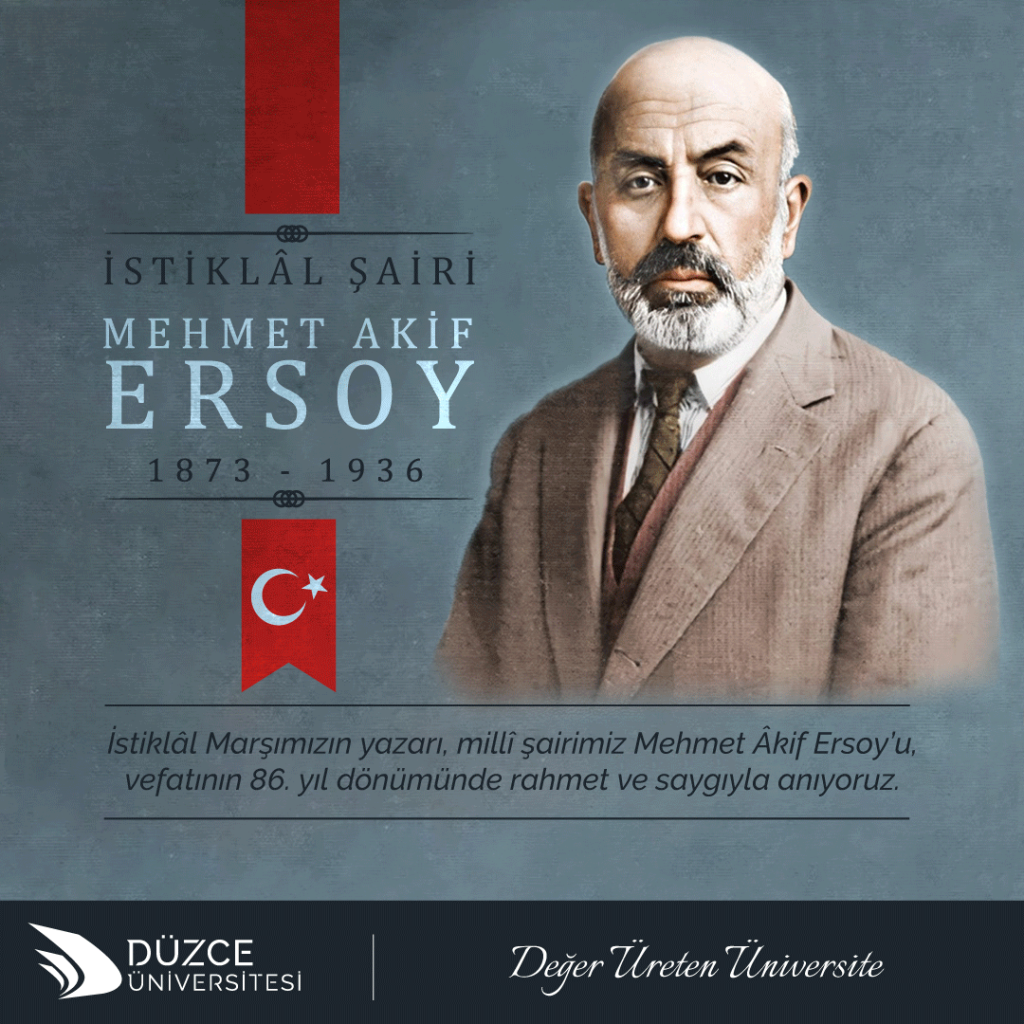 İSTİKLÂL ŞAİRİ
MEHMET AKİF
ERSOY
1873 - 1936
İstiklâl Marşımızın yazarı, millî şairimiz Mehmet Âkif Ersoy’u,
vefatının 86. yıl dönümünde rahmet ve saygıyla anıyoruz.
DÜZCE
ÜNİVERSİTESİ
Değer Üreten Üniversite